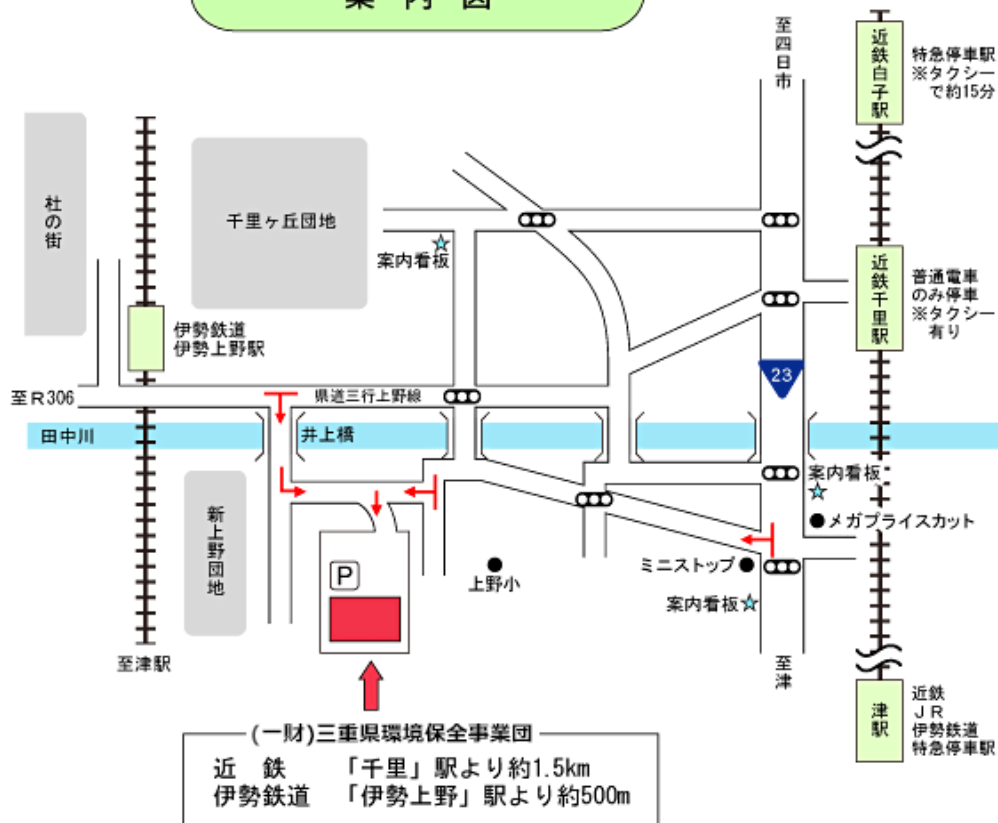 案内図
至四日市
近鉄白子駅
特急停車駅
※タクシー
で約15分
杜の街
千里ヶ丘団地
案内看板
近鉄千里駅
普通電車
のみ停車
※タクシー
有り
伊勢鉄道
伊勢上野駅
23
至R306
県道三行上野線
田中川
井上橋
案内看板
メガプライスカット
新上野団地
P
上野小
ミニストップ
案内看板
至津駅
至津
津駅
近鉄
JR
伊勢鉄道
特急停車駅
(一財)三重県環境保全事業団
近 鉄 「千里」駅より約1.5km
伊勢鉄道 「伊勢上野」駅より約500m